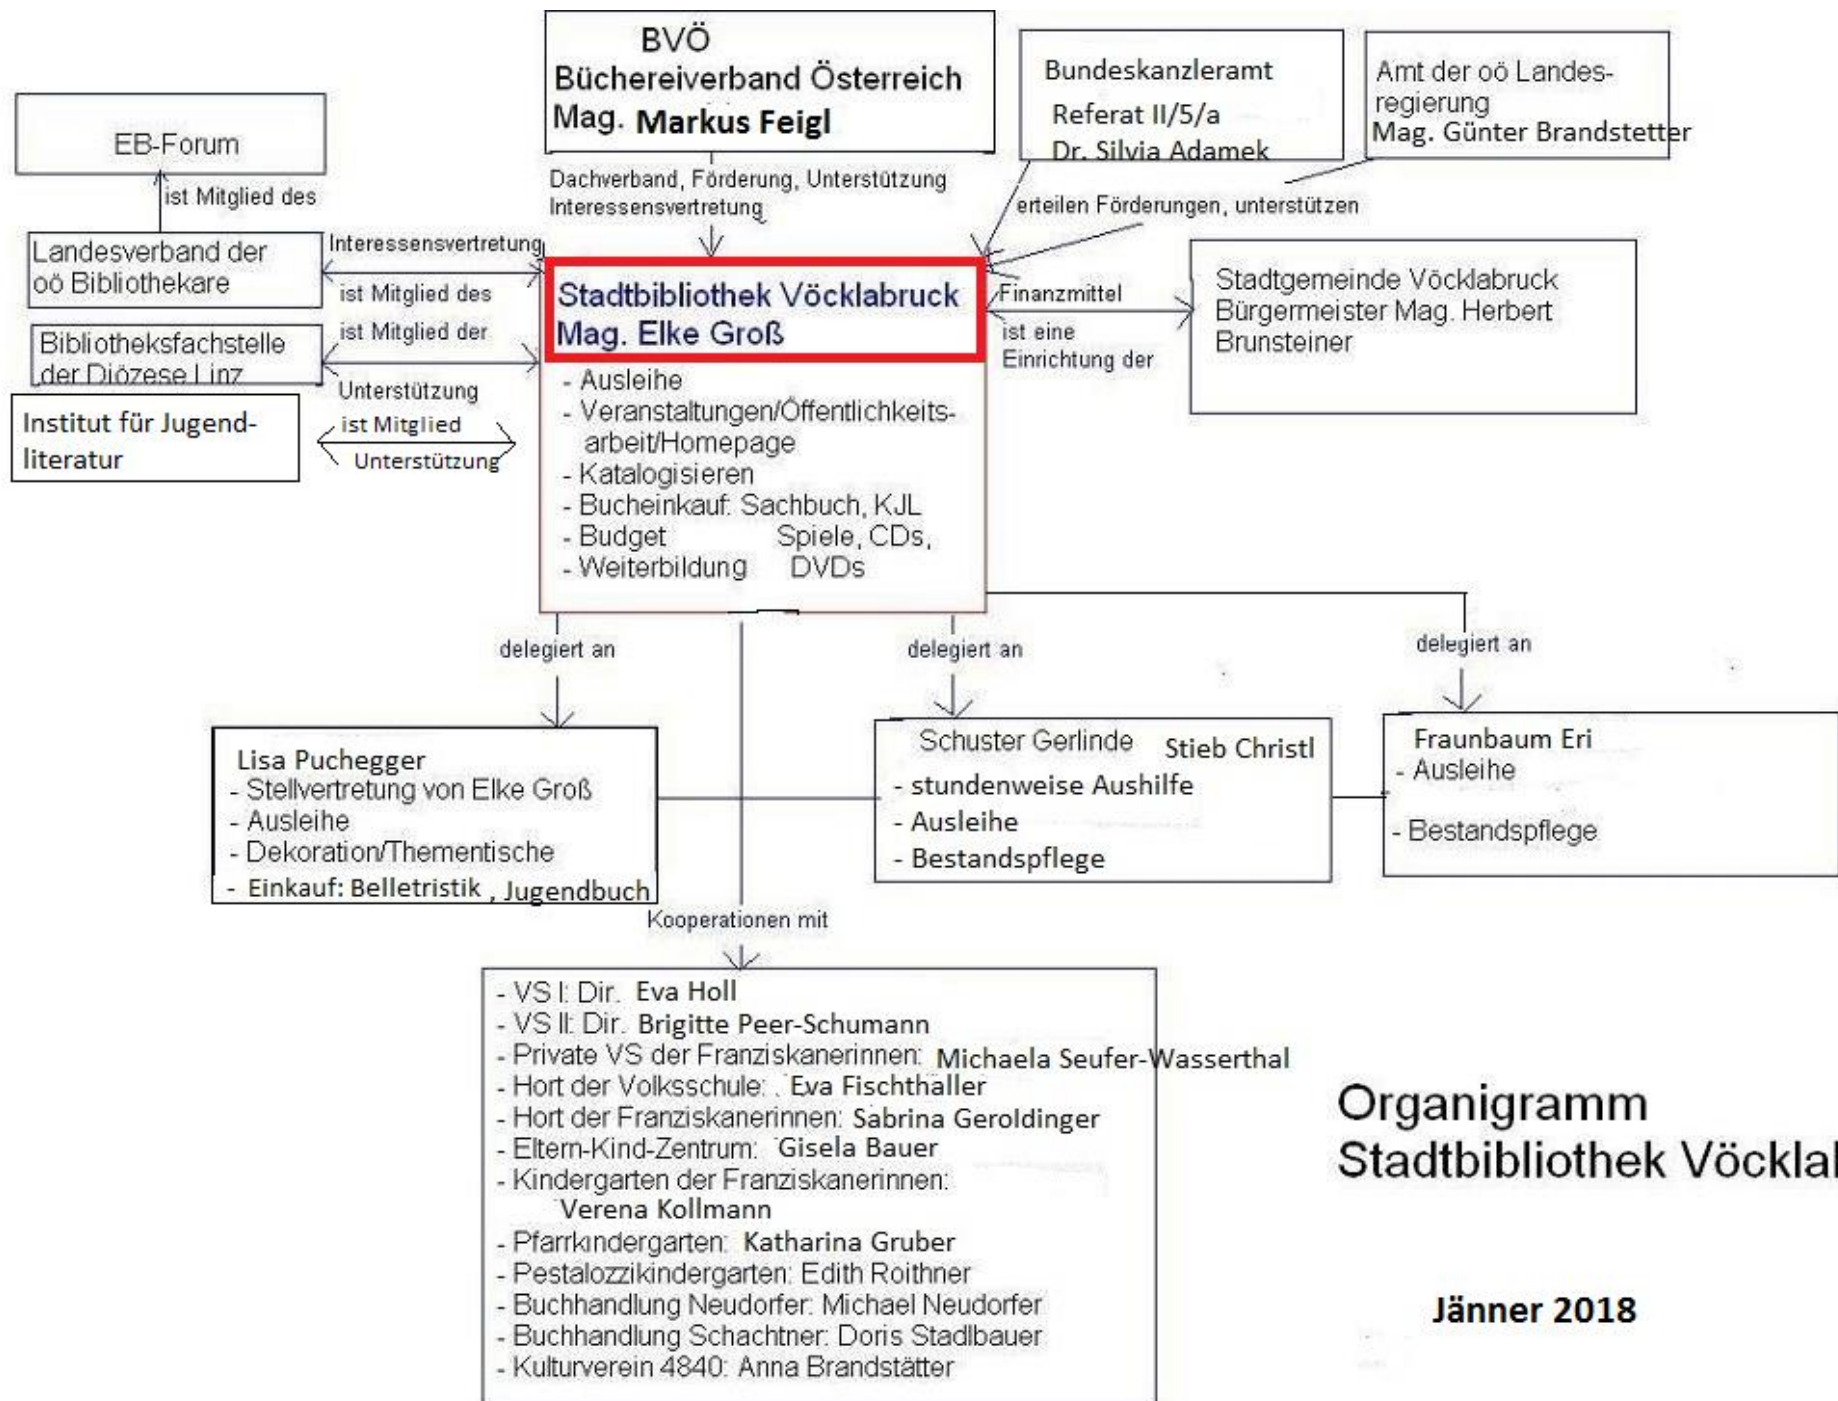 BVÖ
Büchereiverband Österreich
Mag. Markus Feigl
Bundeskanzleramt
Referat II/5/a
Dr. Silvia Adamek
Amt der oö Landes-
regierung
Mag. Günter Brandstetter
EB-Forum
ist Mitglied des
Dachverband, Förderung, Unterstützung
Interessensvertretung
erteilen Förderungen, unterstützen
Landesverband der
oö Bibliothekare
Interessensvertretung
ist Mitglied des
Stadtbibliothek Vöcklabruck
Mag. Elke Groß
Finanzmittel
ist eine
Einrichtung der
Stadtgemeinde Vöcklabruck
Bürgermeister Mag. Herbert
Brunsteiner
Bibliotheksfachstelle
der Diözese Linz
ist Mitglied der
Unterstützung
Institut für Jugend-
literatur
ist Mitglied
Unterstützung
- Ausleihe
- Veranstaltungen/Öffentlichkeits-
arbeit/Homepage
- Katalogisieren
- Bucheinkauf: Sachbuch, KJL
- Budget Spiele, CDs,
- Weiterbildung DVDs
delegiert an
delegiert an
delegiert an
Lisa Puchegger
- Stellvertretung von Elke Groß
- Ausleihe
- Dekoration/Thementische
- Einkauf: Belletristik , Jugendbuch
Schuster Gerlinde Stieb Christl
- stundenweise Aushilfe
- Ausleihe
- Bestandspflege
Fraunbaum Eri
- Ausleihe
- Bestandspflege
Kooperationen mit
- VS I: Dir. Eva Holl
- VS II: Dir. Brigitte Peer-Schumann
- Private VS der Franziskanerinnen: Michaela Seufer-Wasserthal
- Hort der Volksschule: . Eva Fischthaller
- Hort der Franziskanerinnen: Sabrina Geroldinger
- Eltern-Kind-Zentrum: Gisela Bauer
- Kindergarten der Franziskanerinnen:
Verena Kollmann
- Pfarrkindergarten: Katharina Gruber
- Pestalozzikindergarten: Edith Roithner
- Buchhandlung Neudorfer: Michael Neudorfer
- Buchhandlung Schachtner: Doris Stadlbauer
- Kulturverein 4840: Anna Brandstätter
Organigramm
Stadtbibliothek Vöckla
Jänner 2018